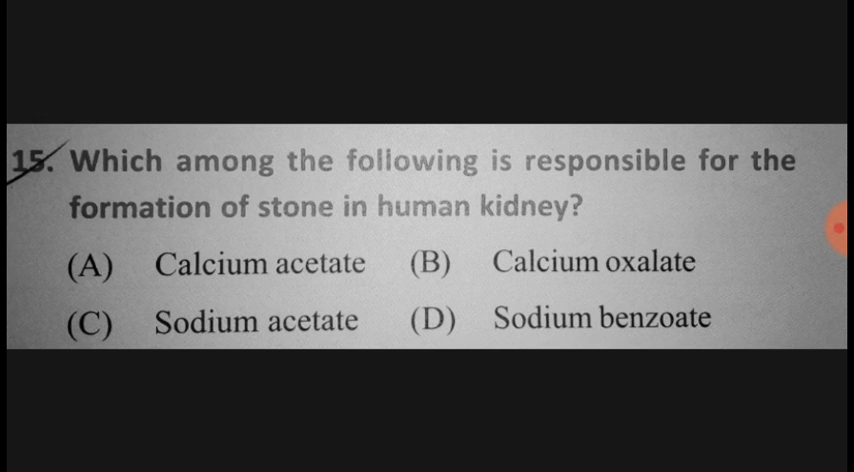 15. Which among the following is responsible for the
formation of stone in human kidney?
(A) Calcium acetate (B) Calcium oxalate
(C) Sodium acetate (D) Sodium benzoate